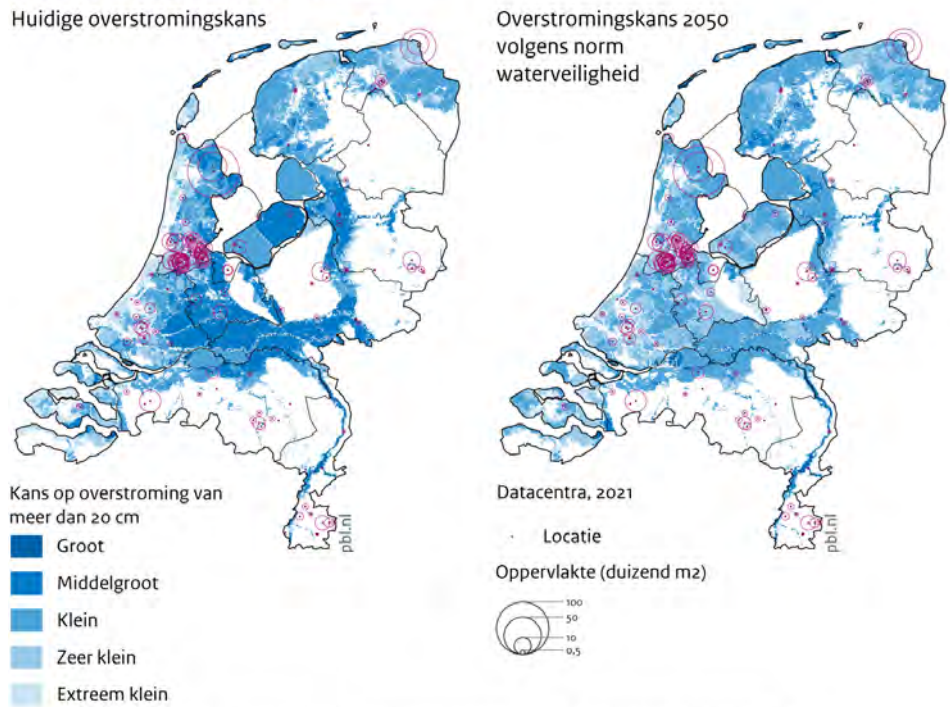 Huidige overstromingskans
Overstromingskans 2050
volgens norm
waterveiligheid
Kans op overstroming van
meer dan 20 cm
Groot
Middelgroot
Klein
Zeer klein
Extreem klein
pbl.nl
Datacentra, 2021
Locatie
Oppervlakte (duizend m2)
100
50
10
0,5
pbl.nl